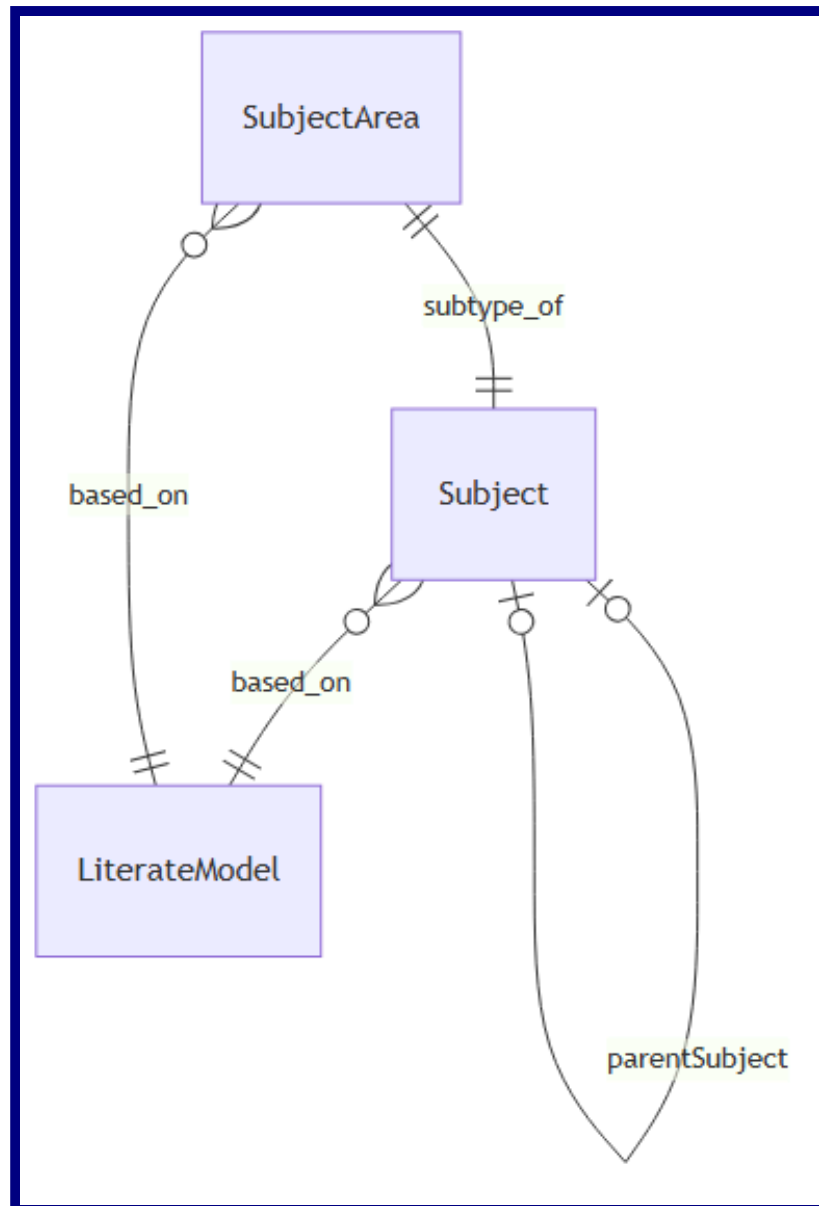 SubjectArea
subtype_of
based_on
Subject
based_on
LiterateModel
parentSubject